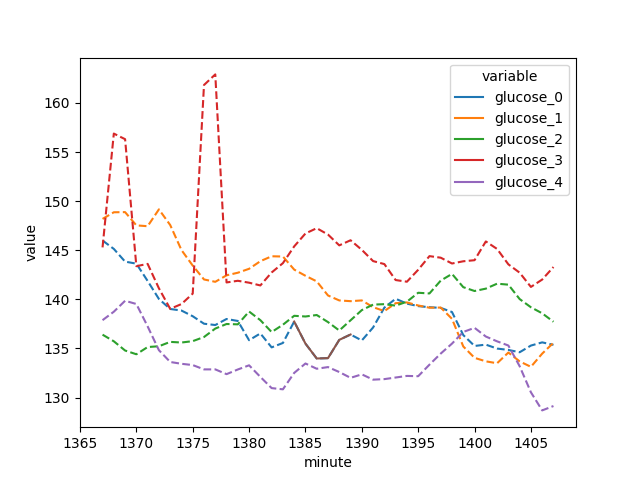 variable
glucose_0
glucose_1
glucose_2
glucose_3
glucose_4
value
160
155
150
145
140
135
130
1365 1370 1375 1380 1385 1390 1395 1400 1405
minute